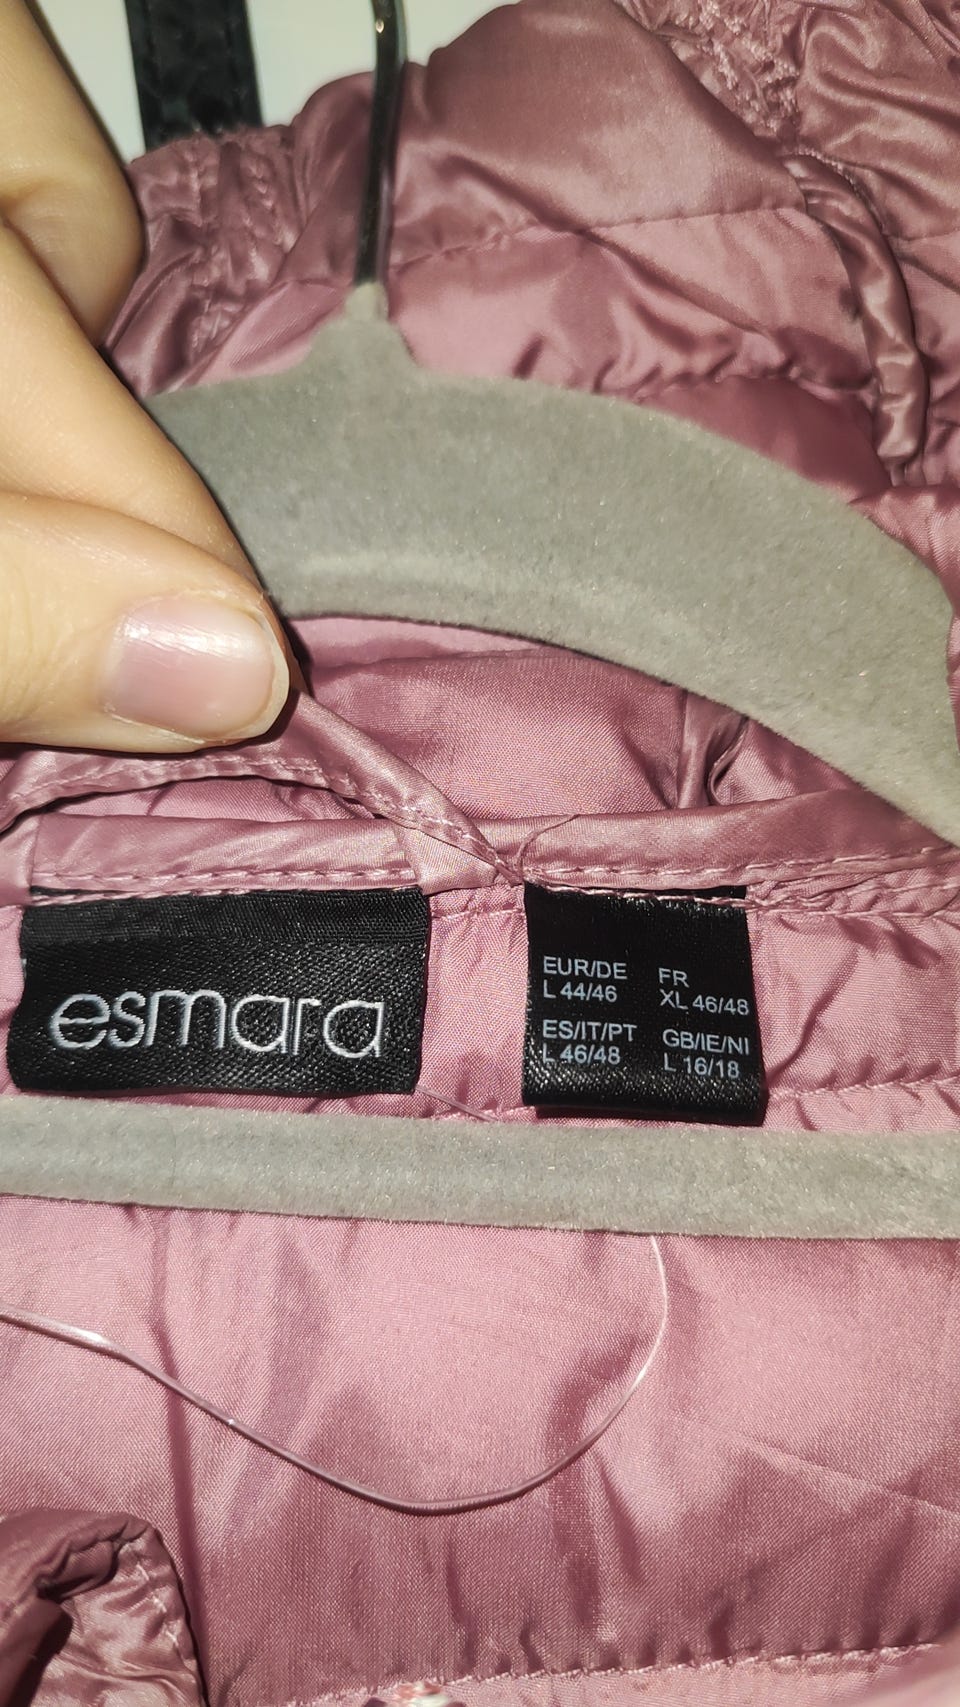 esmara
EUR/DE
L 44/46
FR
XL 46/48
ES/IT/PT
L 46/48
GB/IE/NI
L 16/18